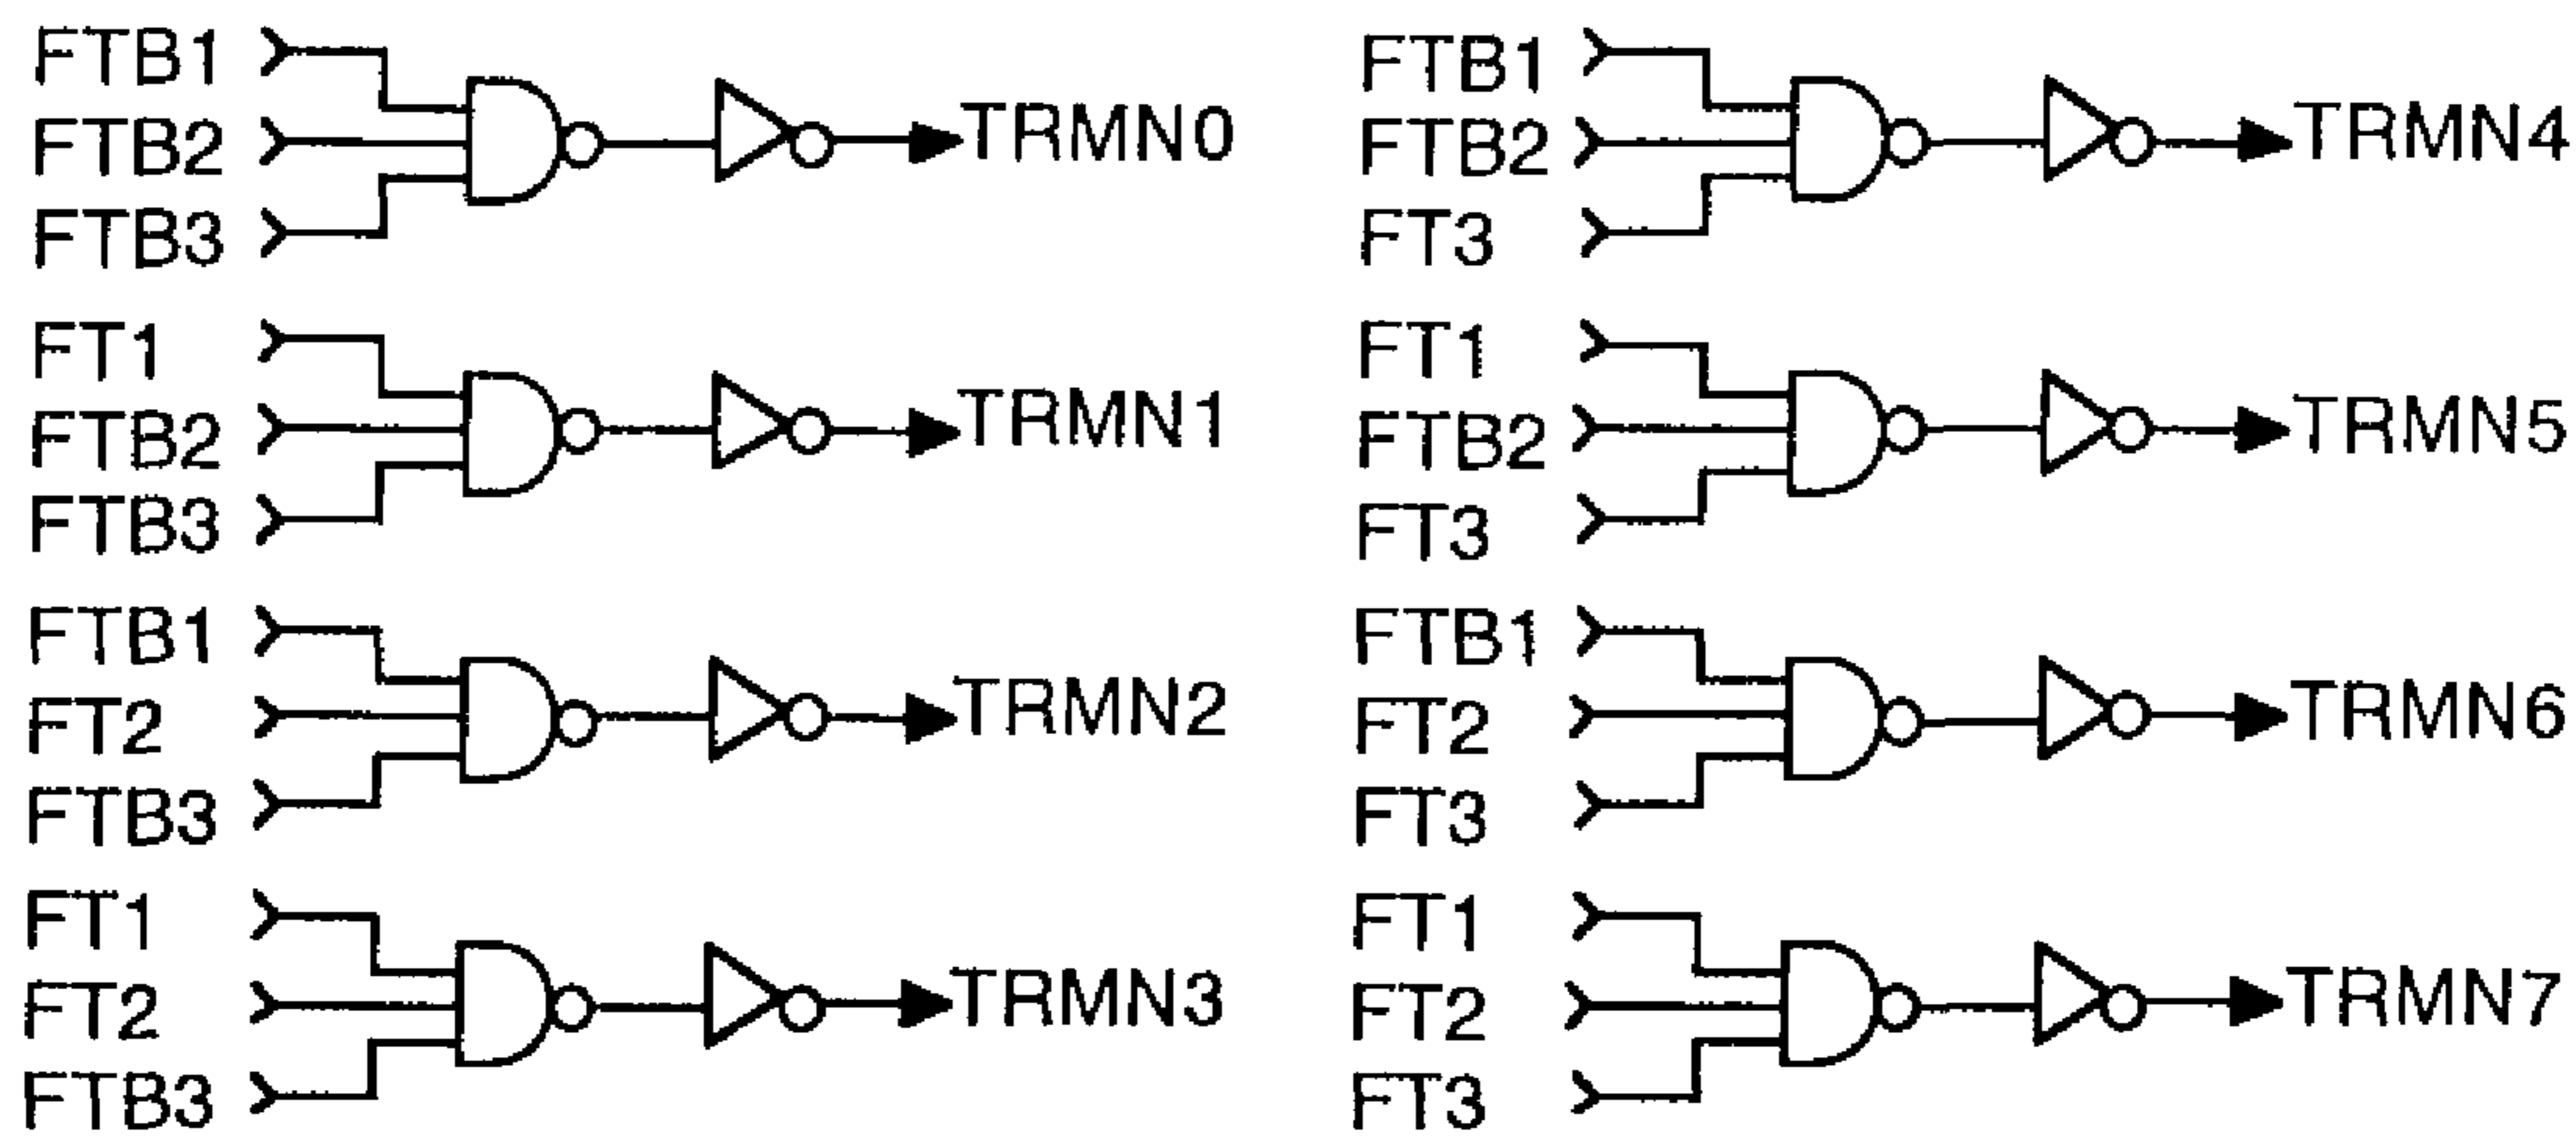 FTB1
FTB2
FTB3
TRMN0
FT1
FTB2
FTB3
TRMN1
FTB1
FT2
FTB3
TRMN2
FT1
FT2
FTB3
TRMN3
FTB1
FTB2
FT3
TRMN4
FT1
FTB2
FT3
TRMN5
FTB1
FT2
FT3
TRMN6
FT1
FT2
FT3
TRMN7